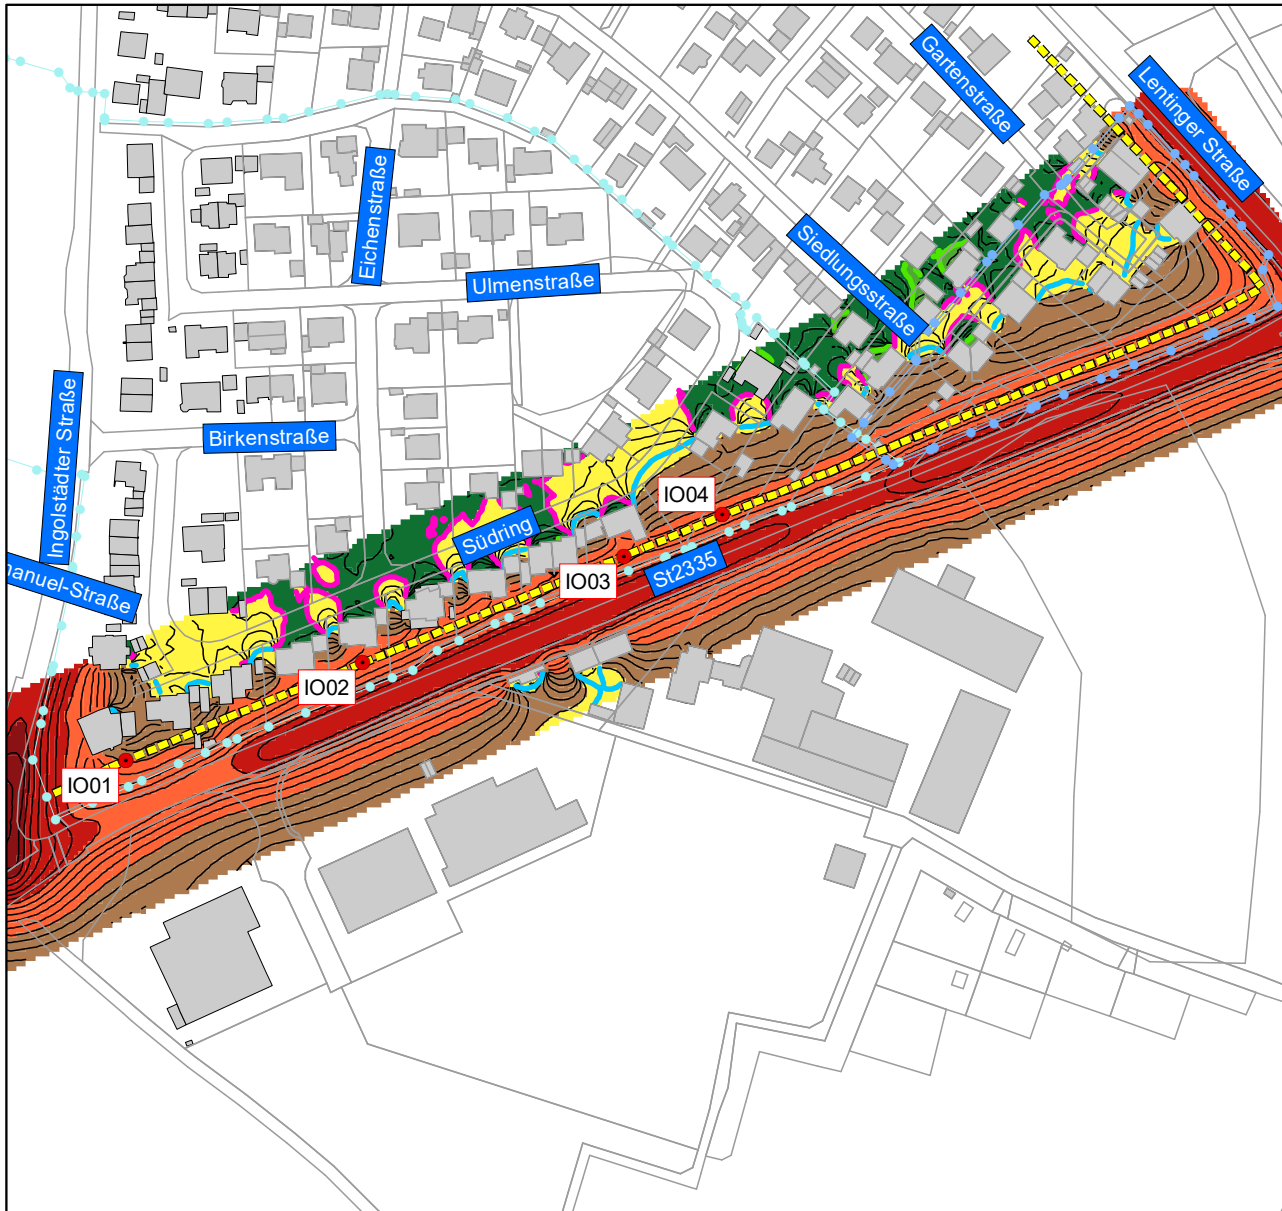 Gartenstraße
Lentinger Straße
Eichenstraße
Siedlungsstraße
Ulmenstraße
Ingolstädter Straße
Birkenstraße
IO04
Südring
St2335
IO03
manuel-Straße
IO02
IO01